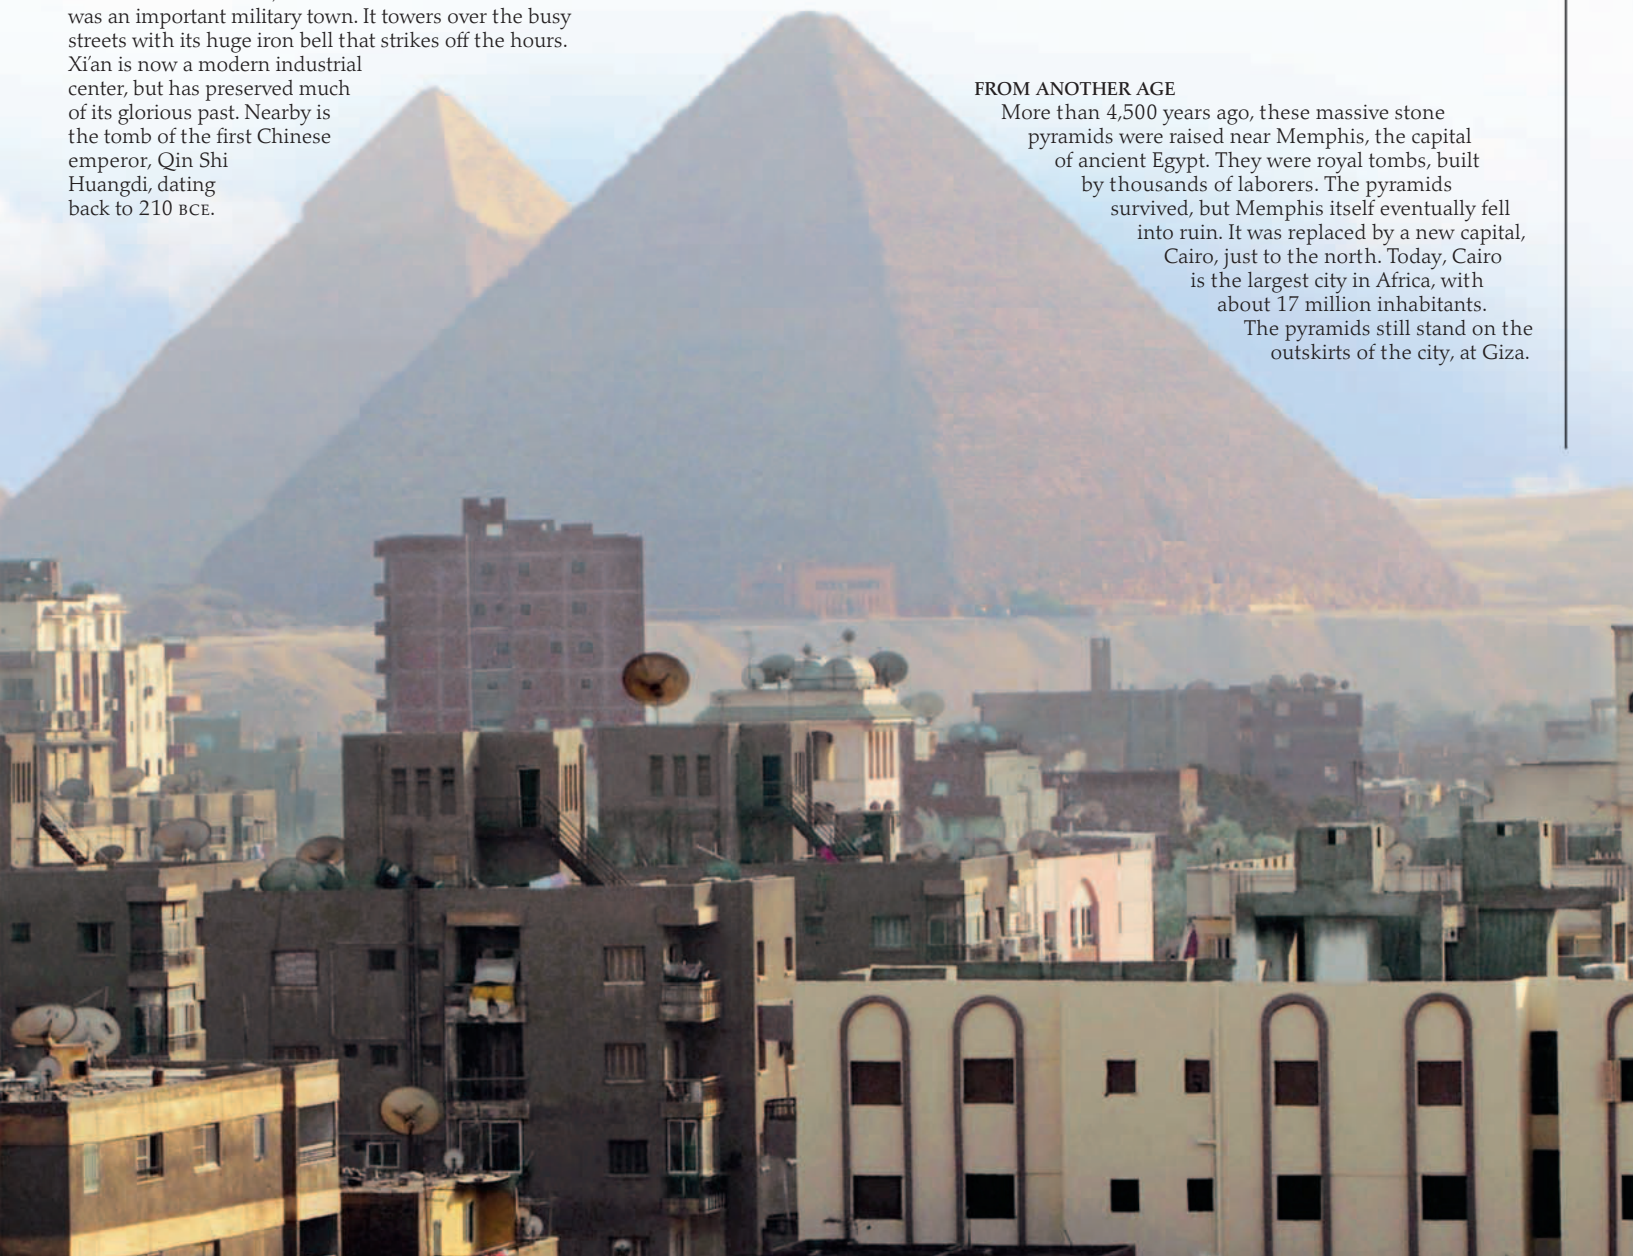 was an important military town. It towers over the busy
streets with its huge iron bell that strikes off the hours.
Xi’an is now a modern industrial
center, but has preserved much
of its glorious past. Nearby is
the tomb of the first Chinese
emperor, Qin Shi
Huangdi, dating
back to 210 BCE.
FROM ANOTHER AGE
More than 4,500 years ago, these massive stone
pyramids were raised near Memphis, the capital
of ancient Egypt. They were royal tombs, built
by thousands of laborers. The pyramids
survived, but Memphis itself eventually fell
into ruin. It was replaced by a new capital,
Cairo, just to the north. Today, Cairo
is the largest city in Africa, with
about 17 million inhabitants.
The pyramids still stand on the
outskirts of the city, at Giza.